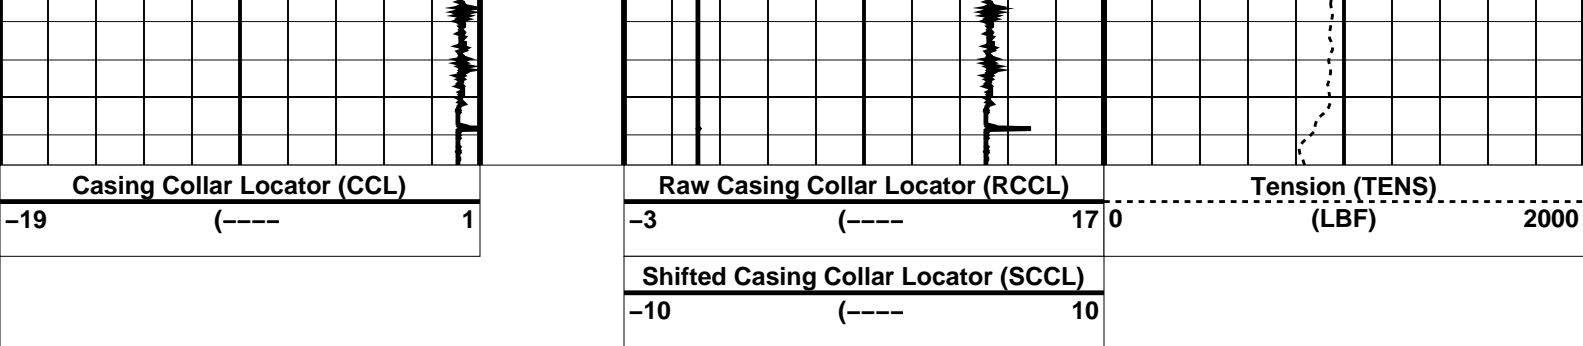 Casing Collar Locator (CCL)
−19 (−−−− 1
Raw Casing Collar Locator (RCCL)
−3 (−−−− 17
Tension (TENS)
0 (LBF) 2000
Shifted Casing Collar Locator (SCCL)
−10 (−−−− 10